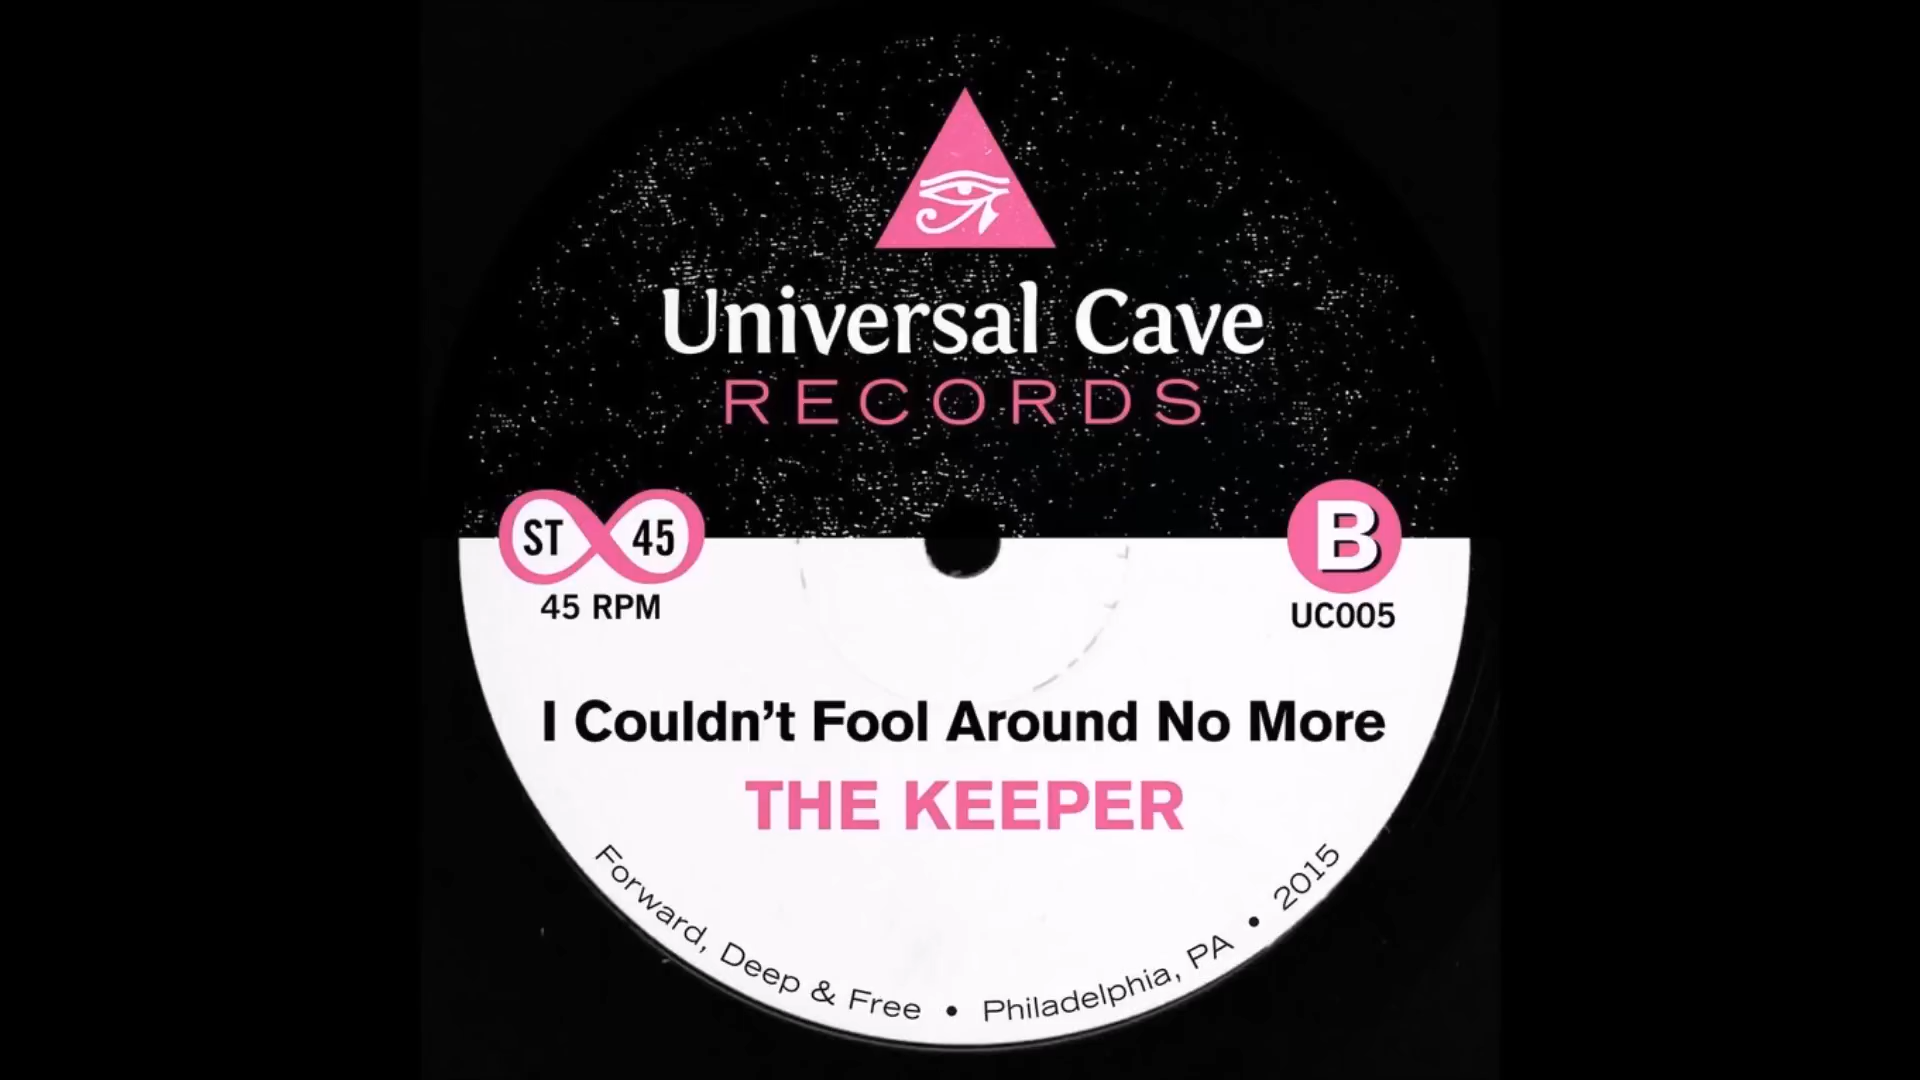 Universal Cave
RECORDS
ST 45
45 RPM
B
UC005
I Couldn’t Fool Around No More
THE KEEPER
Forward, Deep & Free • Philadelphia, PA • 2015